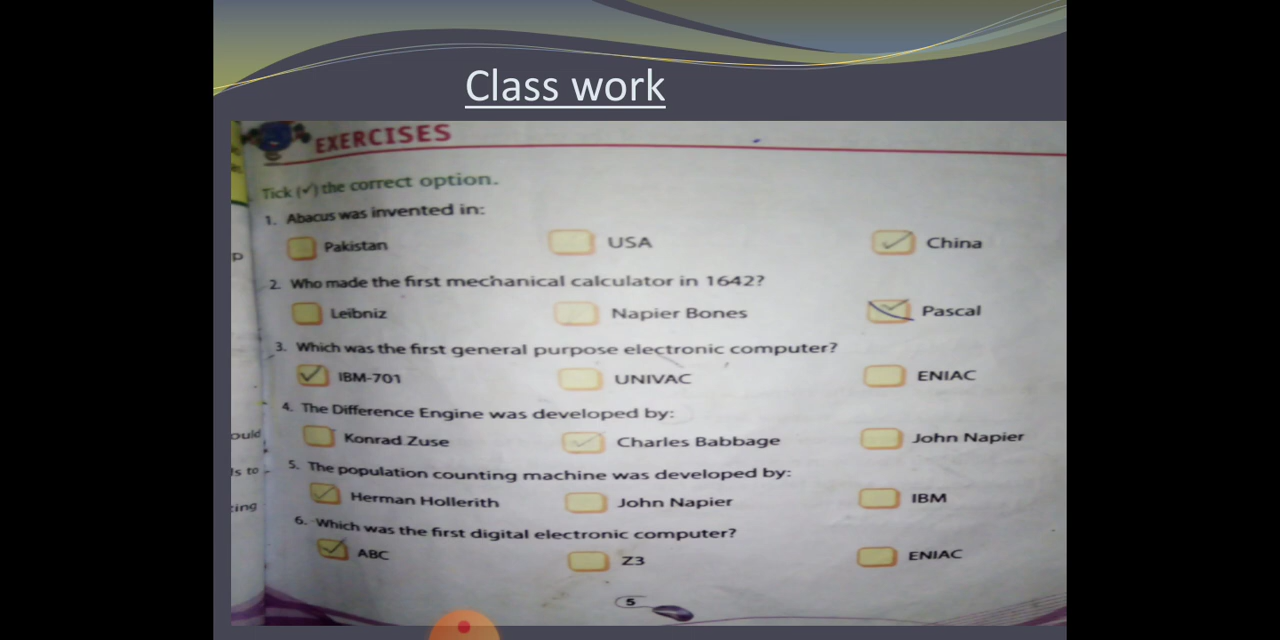 Class work
EXERCISES
Tick (✓) the correct option.
1. Abacus was invented in:
Pakistan USA China
p
2. Who made the first mechanical calculator in 1642?
Leibniz Napier Bones Pascal
3. Which was the first general purpose electronic computer?
IBM-701 UNIVAC ENIAC
4. The Difference Engine was developed by:
ould Konrad Zuse Charles Babbage John Napier
5. The population counting machine was developed by:
ls to
Herman Hollerith John Napier IBM
ting
6. Which was the first digital electronic computer?
ABC Z3 ENIAC
5